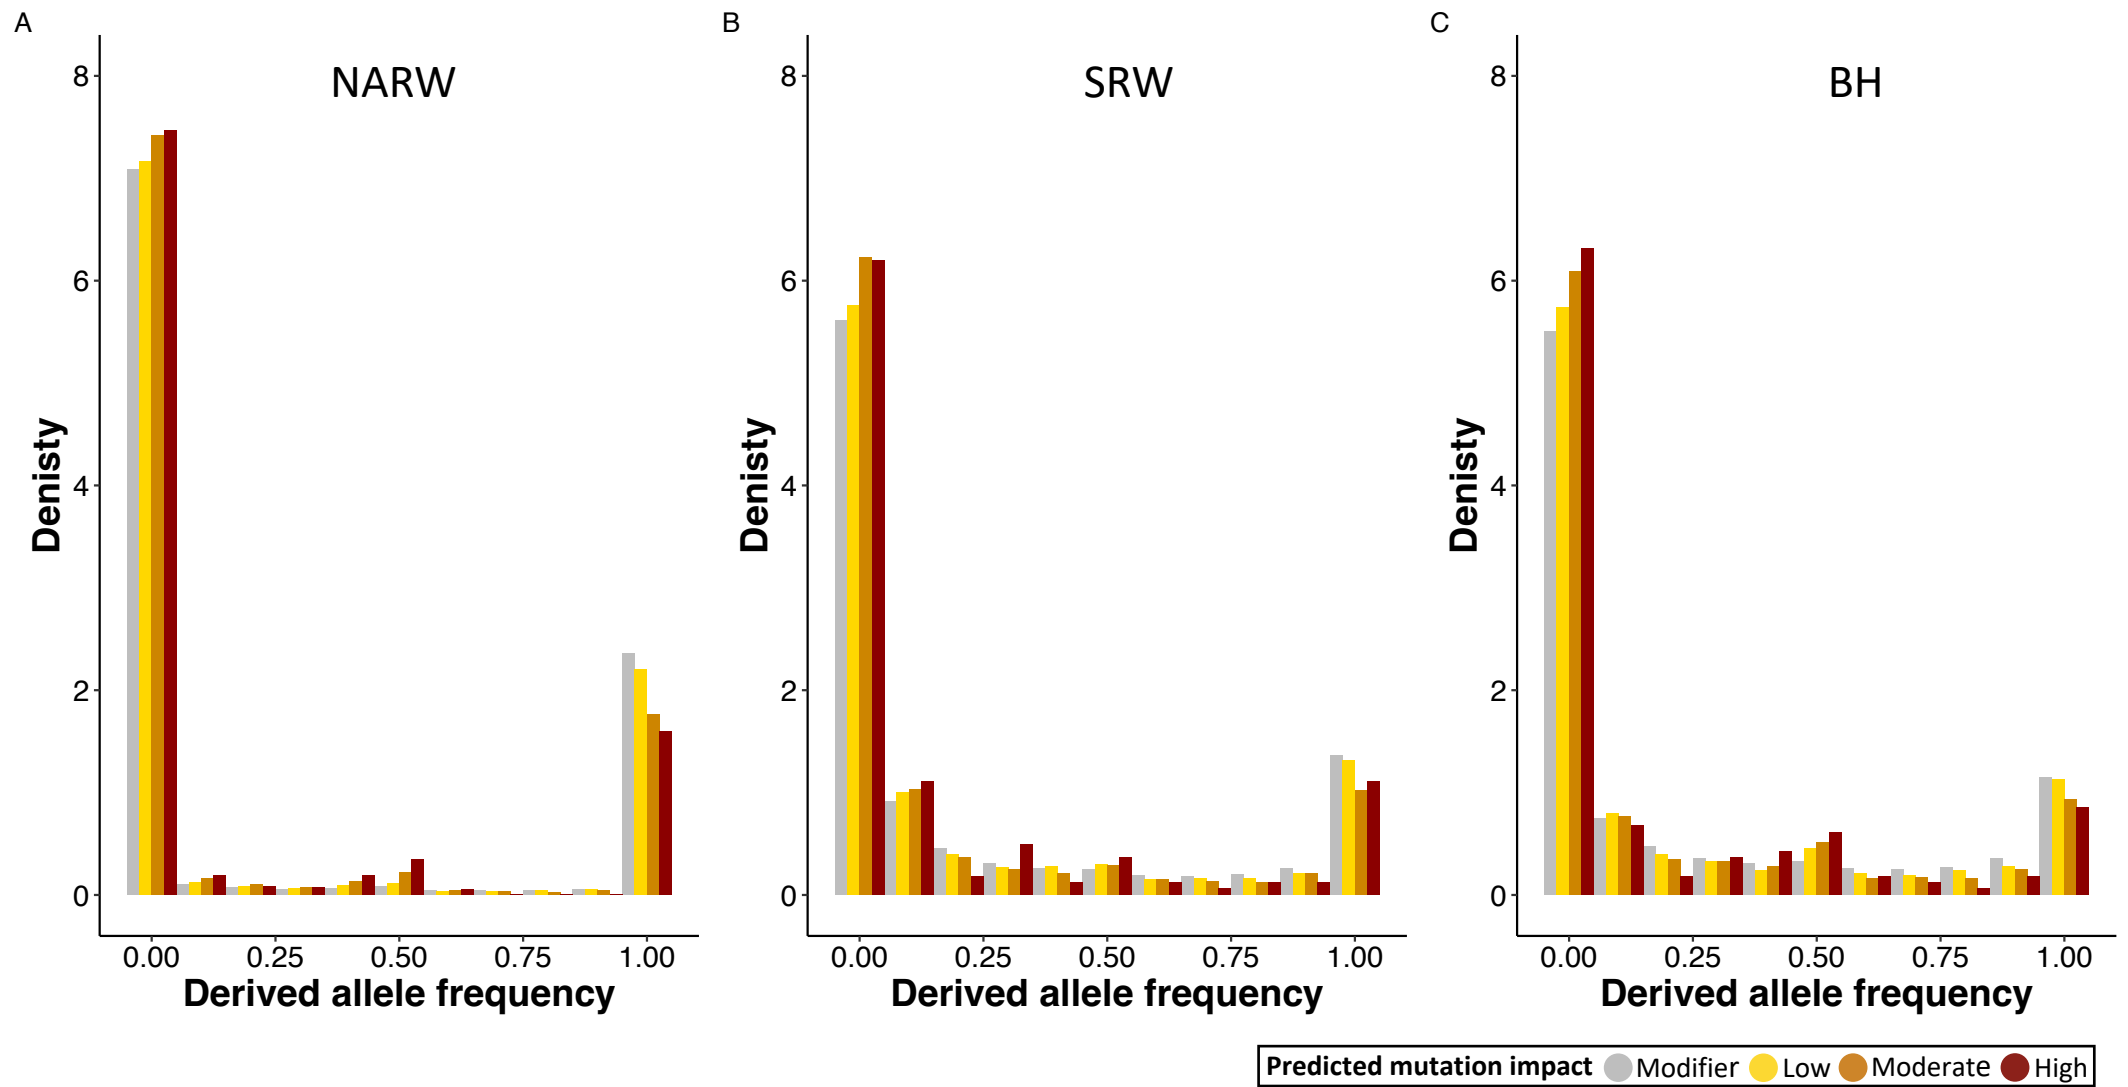 A
B
C
NARW
SRW
BH
8
6
4
2
0
8
6
4
2
0
8
6
4
2
0
Denisty
Denisty
Denisty
0.00 0.25 0.50 0.75 1.00
0.00 0.25 0.50 0.75 1.00
0.00 0.25 0.50 0.75 1.00
Derived allele frequency
Derived allele frequency
Derived allele frequency
Predicted mutation impact Modifier Low Moderate High